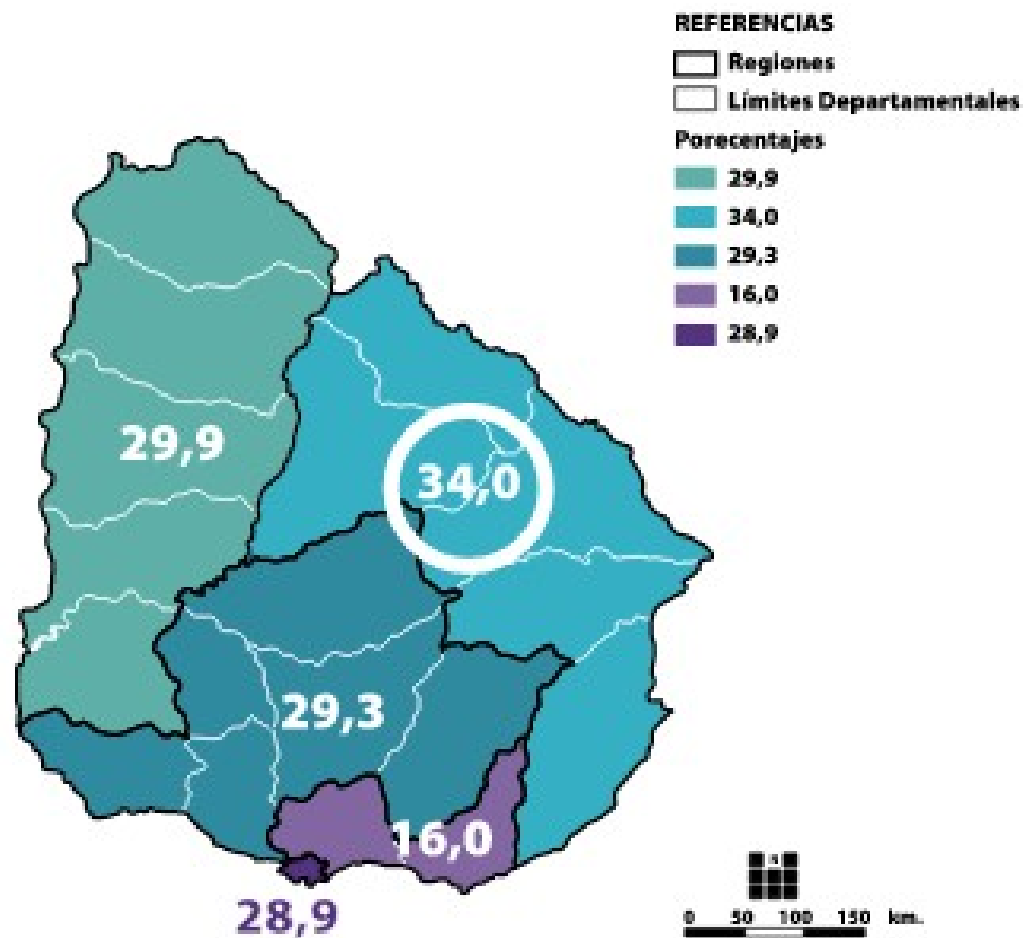 REFERENCIAS
Regiones
Límites Departamentales
Porecentajes
29,9
34,0
29,3
16,0
28,9
29,9
34,0
29,3
16,0
28,9
0 50 100 150 km.